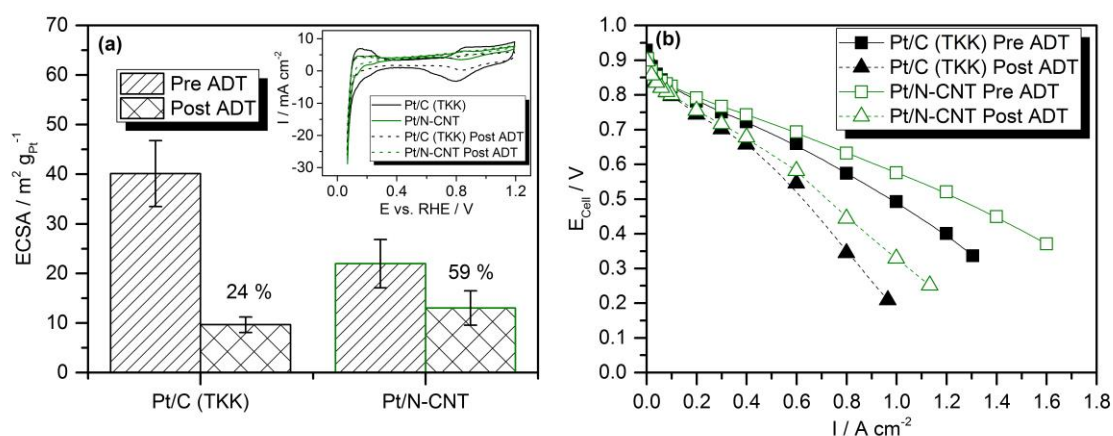 (a)
ECSA / m² g_Pt⁻¹
70
60
50
40
30
20
10
0
Pre ADT
Post ADT
24 %
59 %
Pt/C (TKK)
Pt/N-CNT
I / mA cm⁻²
10
0
-10
-20
-30
Pt/C (TKK)
Pt/N-CNT
Pt/C (TKK) Post ADT
Pt/N-CNT Post ADT
0.0
0.4
0.8
1.2
E vs. RHE / V
(b)
E_Cell / V
1.0
0.9
0.8
0.7
0.6
0.5
0.4
0.3
0.2
0.1
0.0
Pt/C (TKK) Pre ADT
Pt/C (TKK) Post ADT
Pt/N-CNT Pre ADT
Pt/N-CNT Post ADT
0.0
0.2
0.4
0.6
0.8
1.0
1.2
1.4
1.6
1.8
I / A cm⁻²